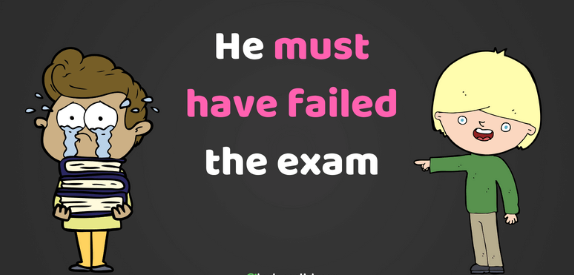 He must
have failed
the exam